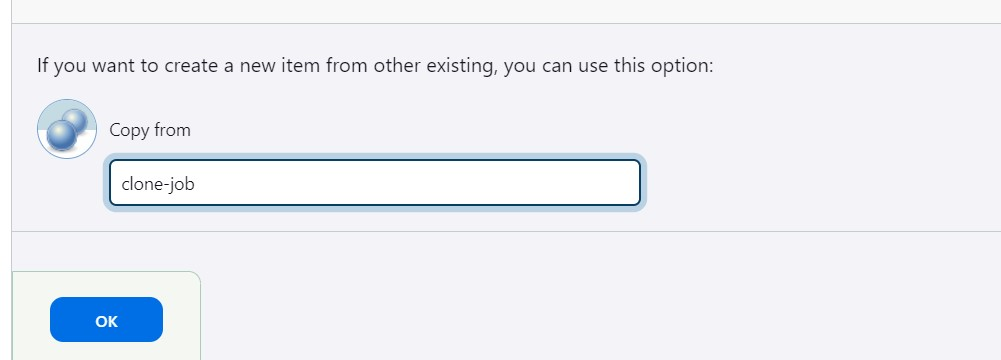 If you want to create a new item from other existing, you can use this option:
Copy from
clone-job
OK